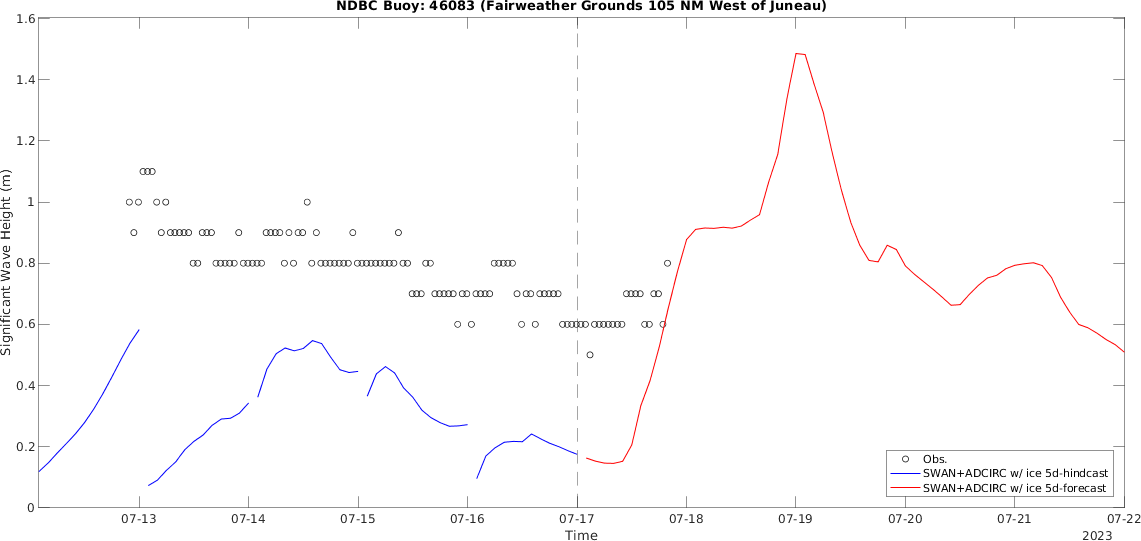 NDBC Buoy: 46083 (Fairweather Grounds 105 NM West of Juneau)
1.6
1.4
1.2
1
0.8
0.6
0.4
0.2
0
Significant Wave Height (m)
Obs.
SWAN+ADCIRC w/ ice 5d-hindcast
SWAN+ADCIRC w/ ice 5d-forecast
07-13 07-14 07-15 07-16 07-17 07-18 07-19 07-20 07-21 07-22
Time
2023